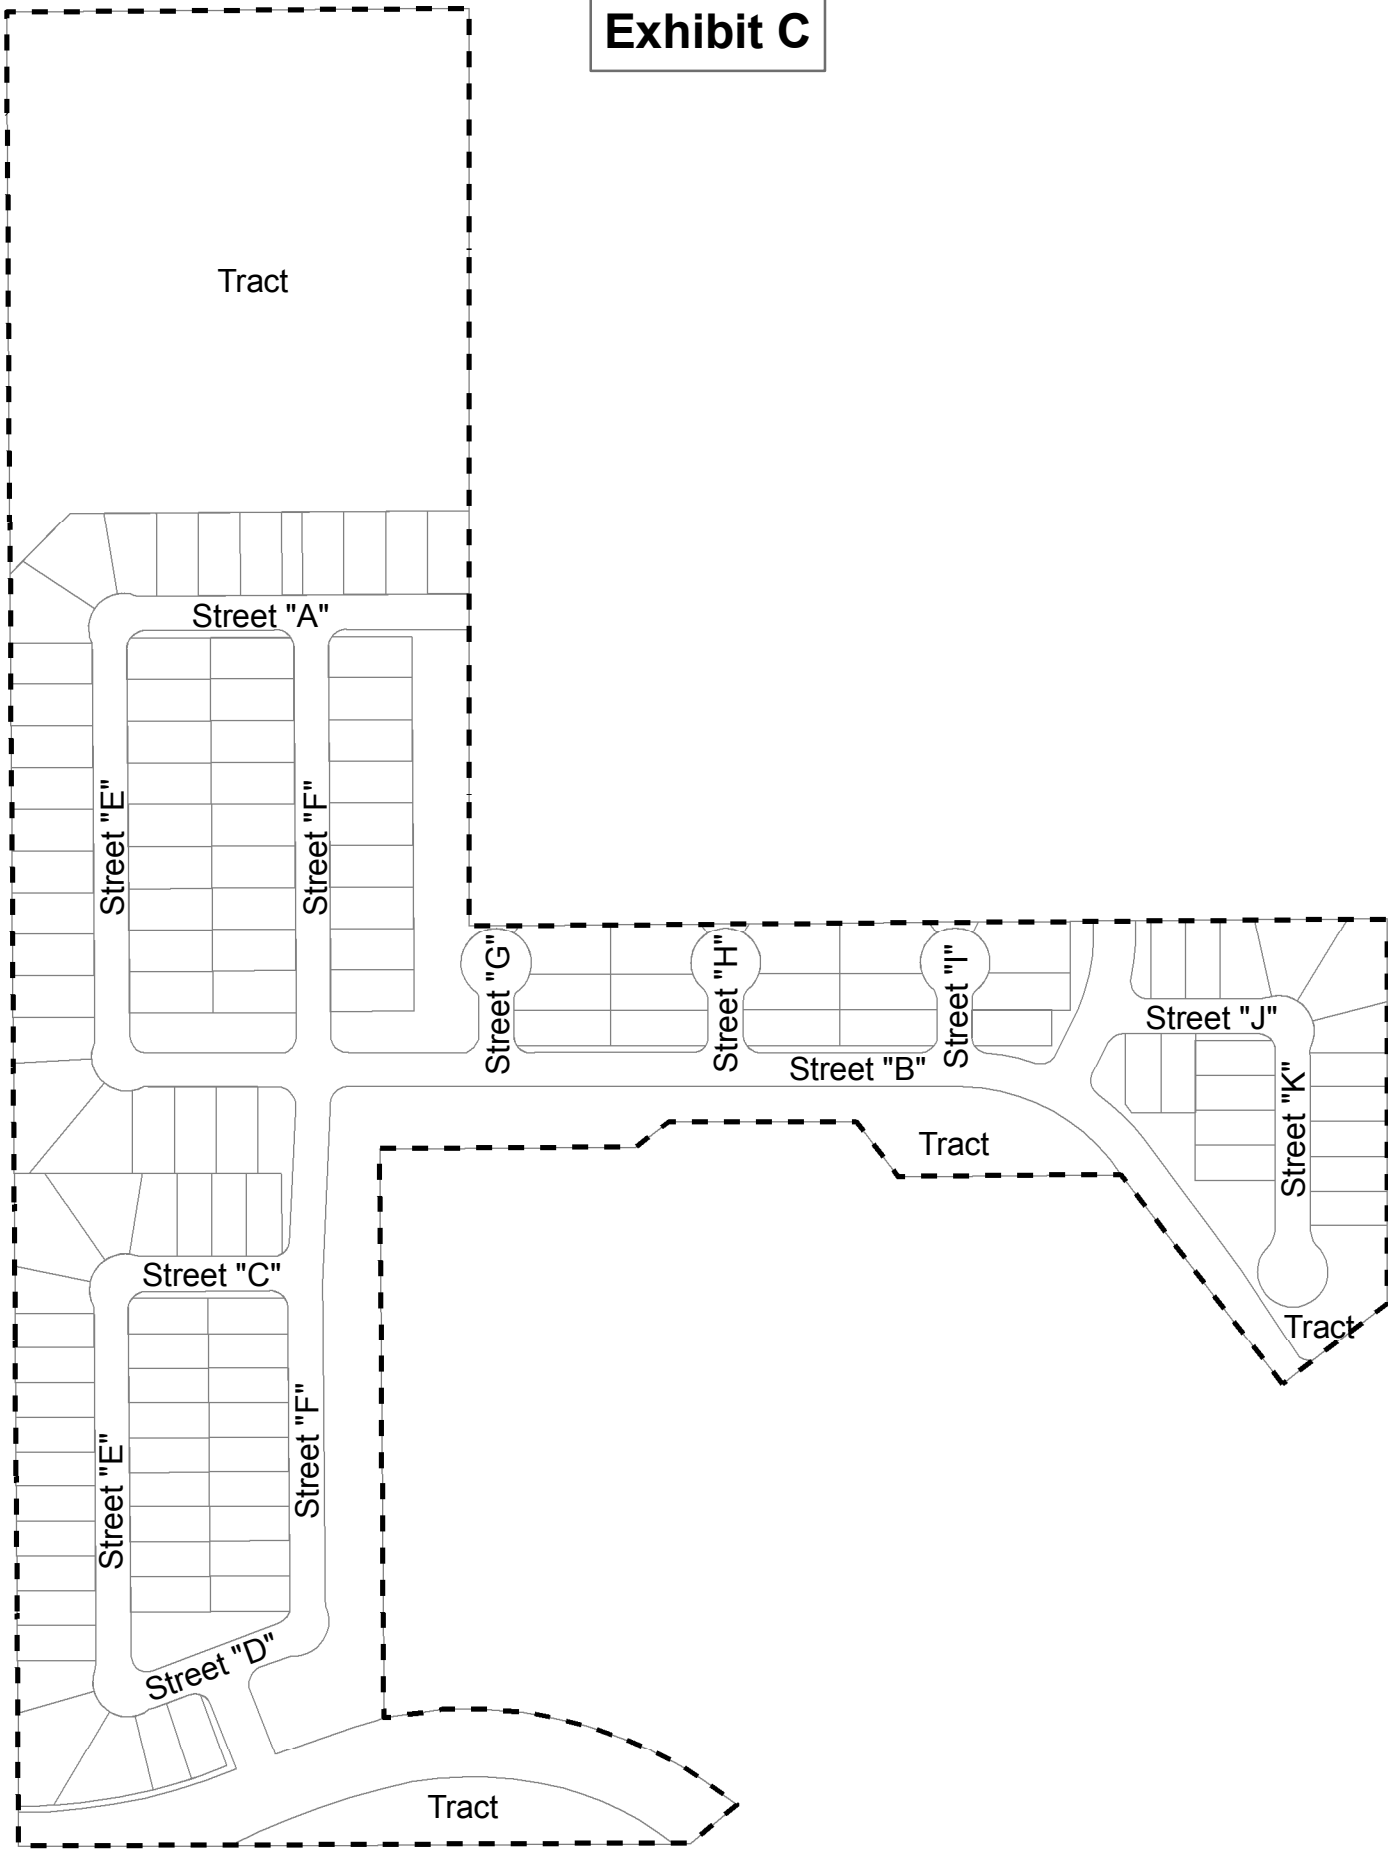 Exhibit C
Tract
Street "A"
Street "E"
Street "F"
Street "G"
Street "H"
Street "I"
Street "J"
Street "B"
Street "K"
Tract
Street "C"
Tract
Street "E"
Street "F"
Street "D"
Tract